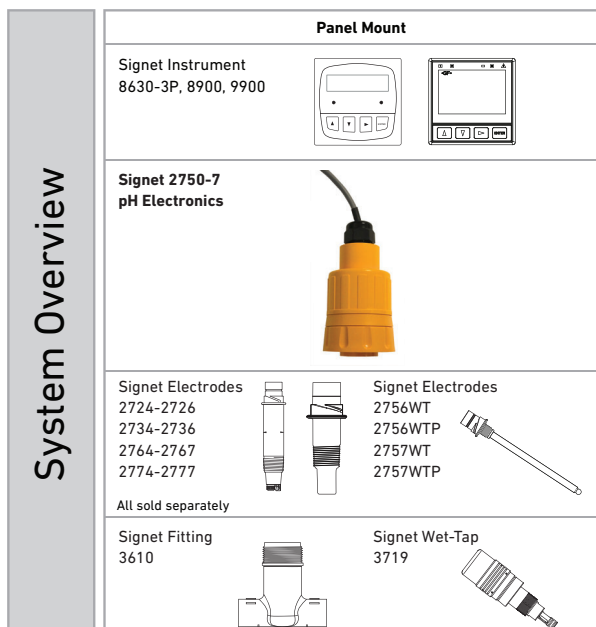 System Overview
Panel Mount
Signet Instrument
8630-3P, 8900, 9900
Signet 2750-7
pH Electronics
Signet Electrodes
2724-2726
2734-2736
2764-2767
2774-2777
All sold separately
Signet Electrodes
2756WT
2756WTP
2757WT
2757WTP
Signet Fitting
3610
Signet Wet-Tap
3719